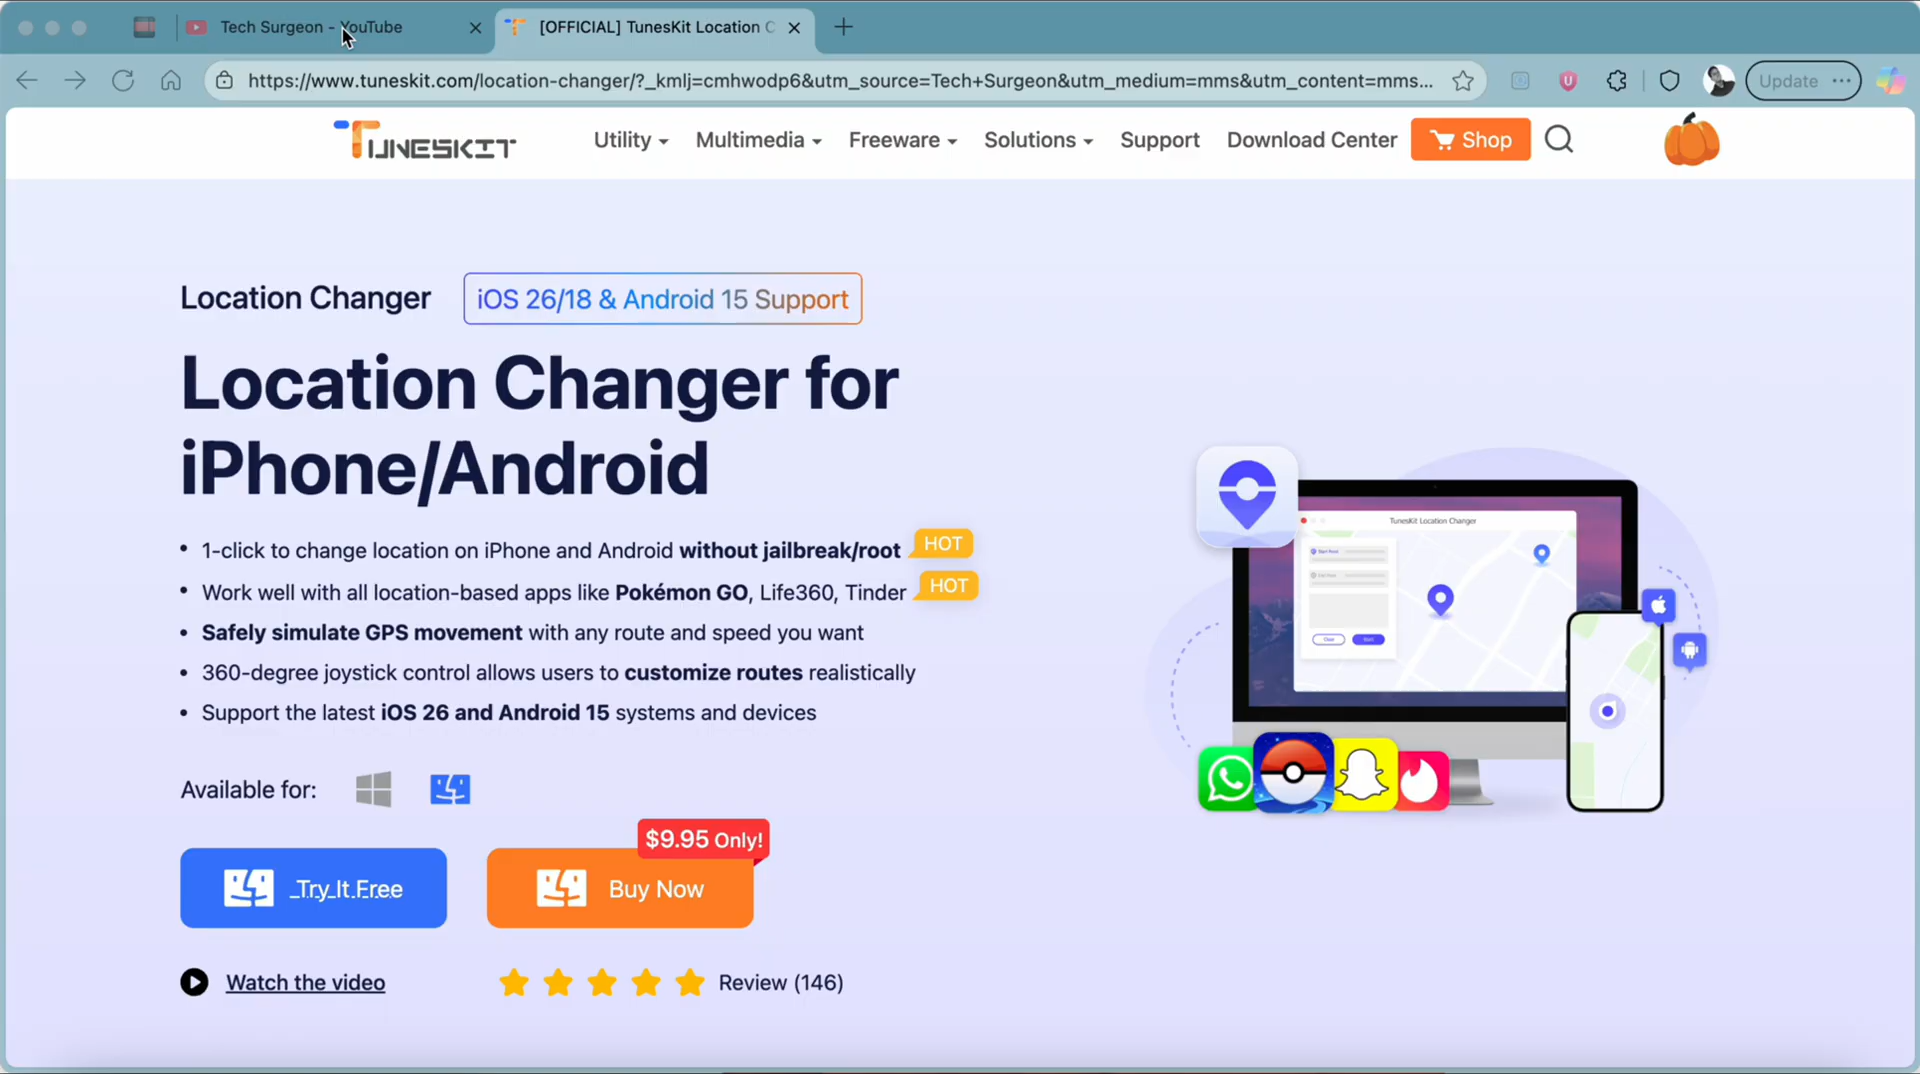 Tech Surgeon - YouTube
[OFFICIAL] TunesKit Location C
https://www.tuneskit.com/location-changer/?_kmlj=cmhwodp6&utm_source=Tech+Surgeon&utm_medium=mms&utm_content=mms...
Update
TUNESKIT
Utility
Multimedia
Freeware
Solutions
Support
Download Center
Shop
Location Changer
iOS 26/18 & Android 15 Support
Location Changer for
iPhone/Android
• 1-click to change location on iPhone and Android without jailbreak/root HOT
• Work well with all location-based apps like Pokémon GO, Life360, Tinder HOT
• Safely simulate GPS movement with any route and speed you want
• 360-degree joystick control allows users to customize routes realistically
• Support the latest iOS 26 and Android 15 systems and devices
TunesKit Location Changer
Available for:
$9.95 Only!
Try It Free
Buy Now
Watch the video
Review (146)